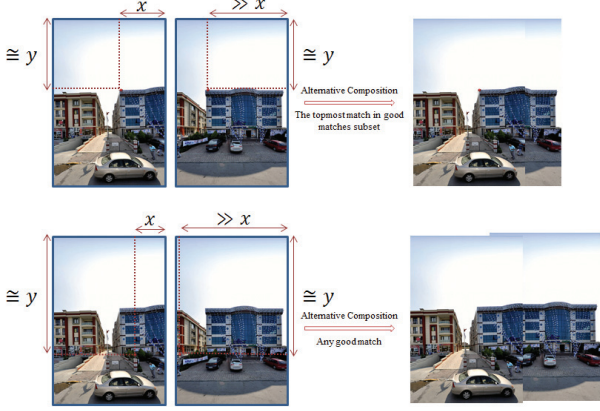 x
≫ x
≅ y
≅ y
Alternative Composition
The topmost match in good
matches subset
x
≫ x
≅ y
≅ y
Alternative Composition
Any good match